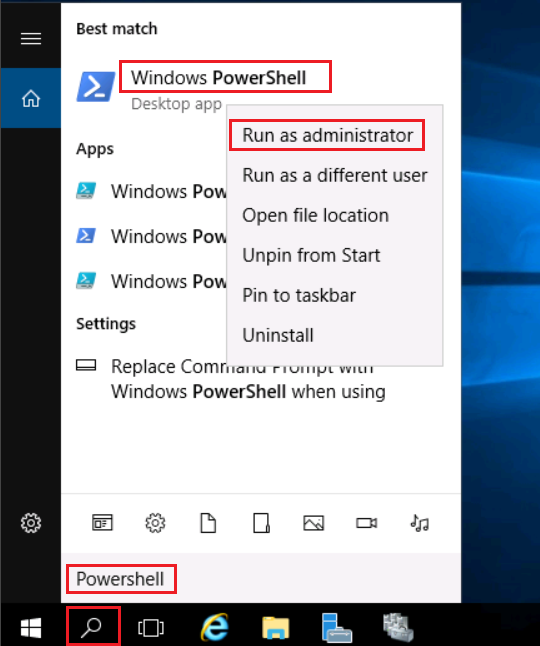 Best match
Windows PowerShell
Desktop app
Run as administrator
Run as a different user
Open file location
Unpin from Start
Pin to taskbar
Uninstall
Apps
Windows Pow
Windows Pow
Windows Pow
Settings
Replace Command Prompt with
Windows PowerShell when using
Powershell